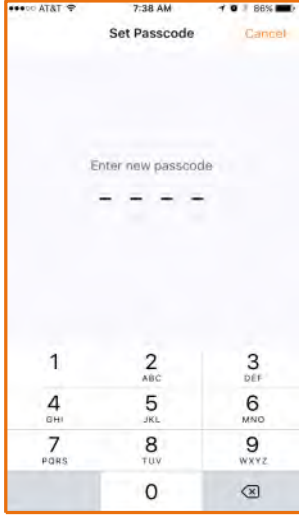 AT&T 7:38 AM 86%
Set Passcode Cancel
Enter new passcode
1 2 3
ABC DEF
4 5 6
GHI JKL MNO
7 8 9
PQRS TUV WXYZ
0